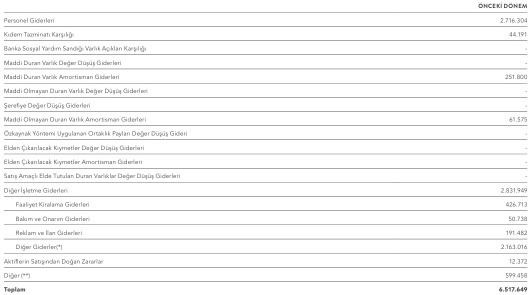 ÖNCEKİ DÖNEM
Personel Giderleri 2.716.304
Kıdem Tazminatı Karşılığı 44.191
Banka Sosyal Yardım Sandığı Varlık Açıkları Karşılığı -
Maddi Duran Varlık Değer Düşüş Giderleri -
Maddi Duran Varlık Amortisman Giderleri 251.800
Maddi Olmayan Duran Varlık Değer Düşüş Giderleri -
Şerefiye Değer Düşüş Giderleri -
Maddi Olmayan Duran Varlık Amortisman Giderleri 61.575
Özkaynak Yöntemi Uygulanan Ortaklık Payları Değer Düşüş Gideri -
Elden Çıkarılacak Kıymetler Değer Düşüş Giderleri -
Elden Çıkarılacak Kıymetler Amortisman Giderleri -
Satış Amaçlı Elde Tutulan Duran Varlıklar Değer Düşüş Giderleri -
Diğer İşletme Giderleri 2.831.949
Faaliyet Kiralama Giderleri 426.713
Bakım ve Onarım Giderleri 50.738
Reklam ve İlan Giderleri 191.482
Diğer Giderler(*) 2.163.016
Aktiflerin Satışından Doğan Zararlar 12.372
Diğer (**) 599.458
Toplam 6.517.649